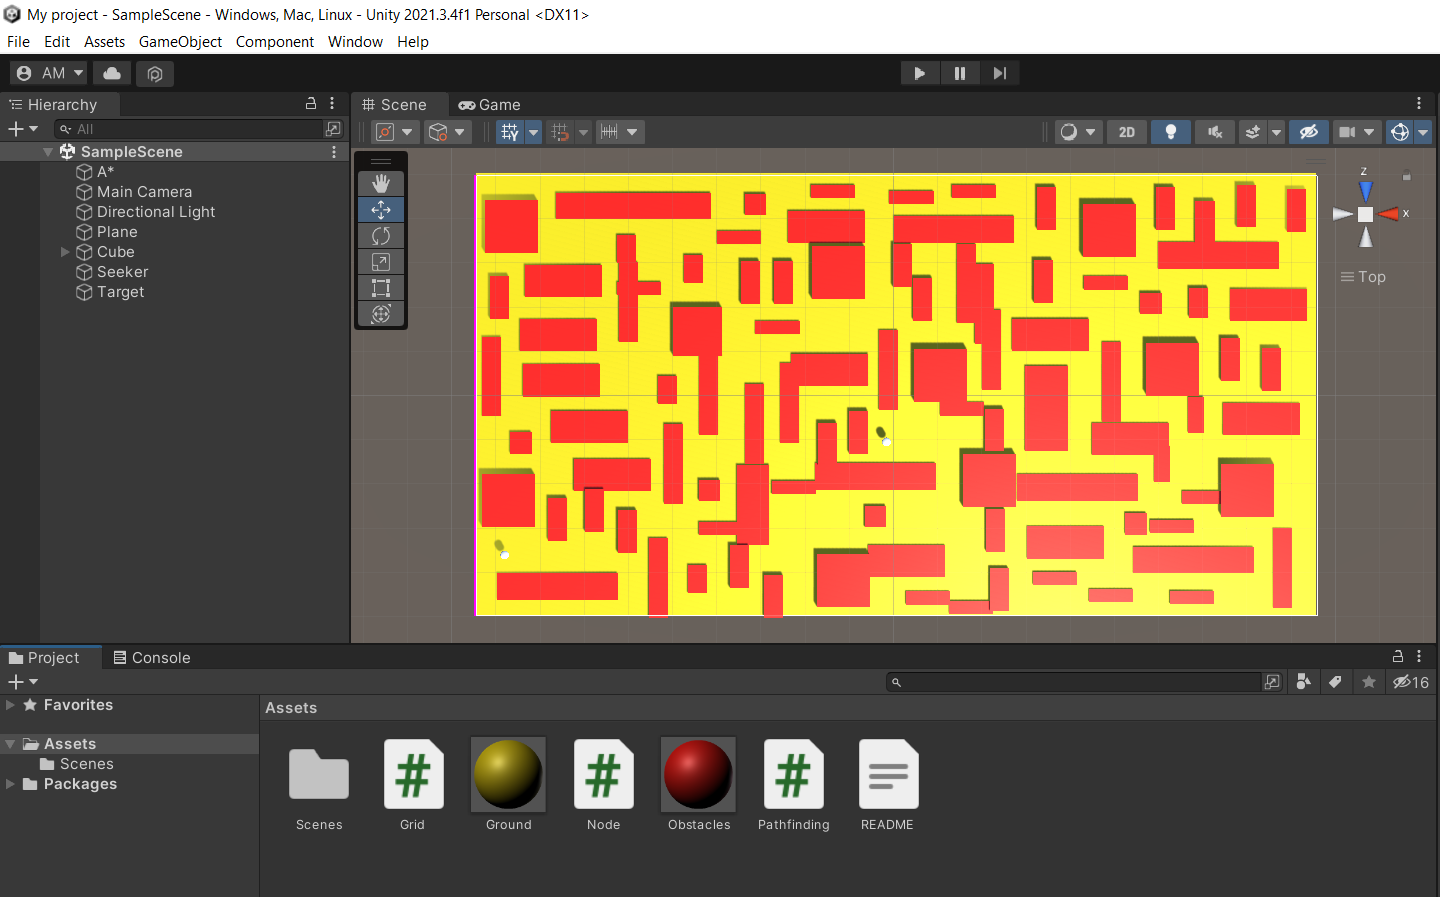 My project - SampleScene - Windows, Mac, Linux - Unity 2021.3.4f1 Personal <DX11>
File Edit Assets GameObject Component Window Help
AM
Hierarchy
Scene Game
All
2D
SampleScene
A*
Main Camera
Directional Light
Plane
Cube
Seeker
Target
z
x
Top
Project Console
16
Favorites
Assets
Scenes
Packages
Assets
Scenes Grid Ground Node Obstacles Pathfinding README